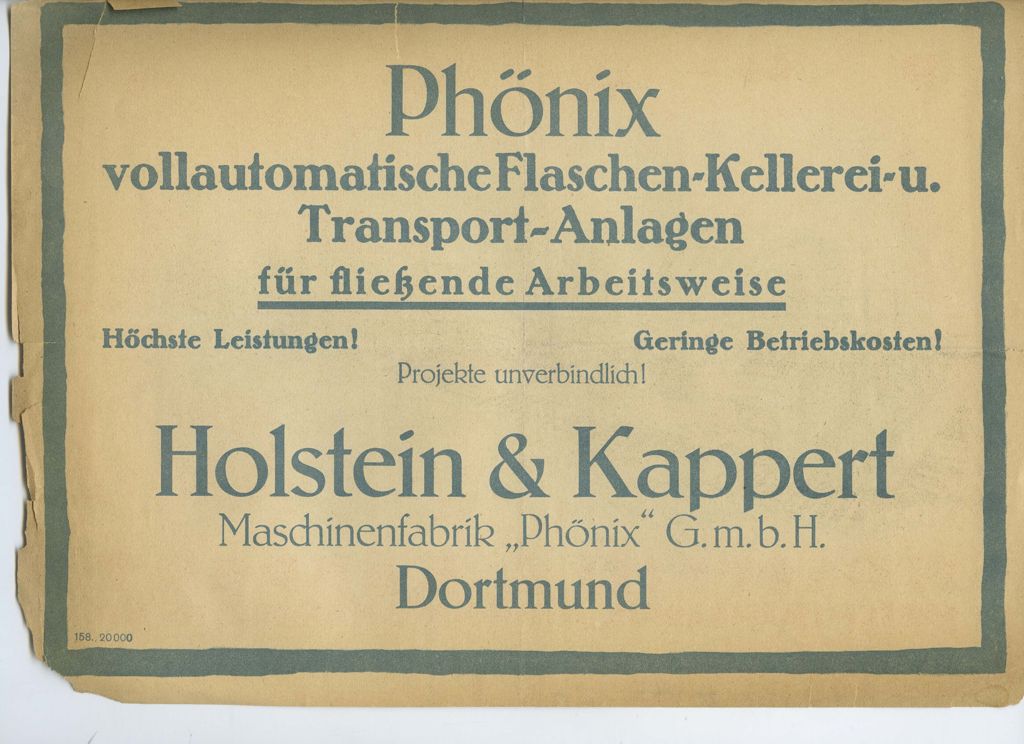 Phönix
vollautomatische Flaschen-Kellerei-u.
Transport-Anlagen
für fließende Arbeitsweise
Höchste Leistungen! Geringe Betriebskosten!
Projekte unverbindlich!
Holstein & Kappert
Maschinenfabrik „Phönix“ G.m.b.H.
Dortmund
158., 20000